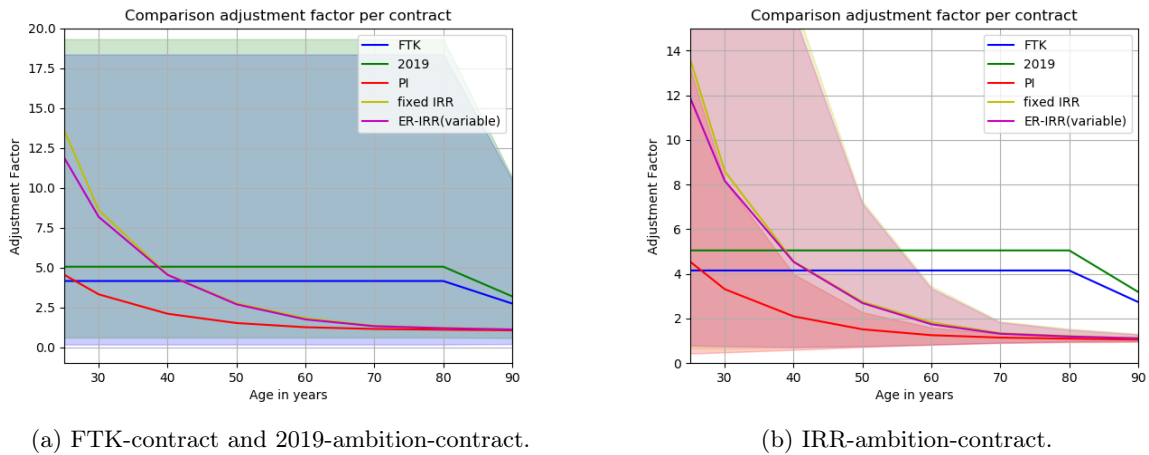 Comparison adjustment factor per contract
20.0
17.5
15.0
12.5
10.0
7.5
5.0
2.5
0.0
Adjustment Factor
FTK
2019
PI
fixed IRR
ER-IRR(variable)
30 40 50 60 70 80 90
Age in years
(a) FTK-contract and 2019-ambition-contract.
Comparison adjustment factor per contract
14
12
10
8
6
4
2
0
Adjustment Factor
FTK
2019
PI
fixed IRR
ER-IRR(variable)
30 40 50 60 70 80 90
Age in years
(b) IRR-ambition-contract.